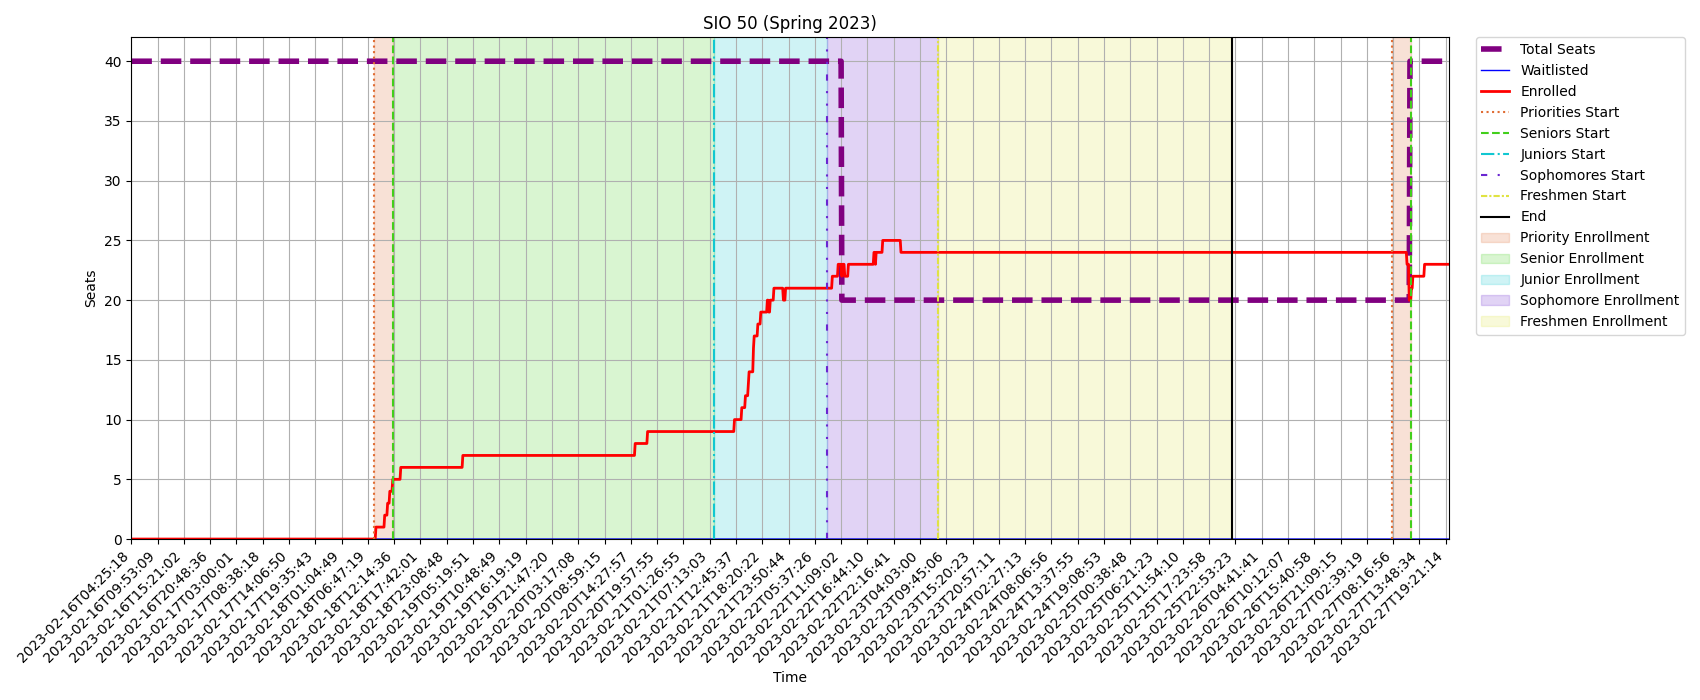 SIO 50 (Spring 2023)
Seats
40
35
30
25
20
15
10
5
0
2023-02-16T04:25:18
2023-02-16T09:53:09
2023-02-16T15:21:02
2023-02-16T20:48:36
2023-02-17T03:00:01
2023-02-17T08:38:18
2023-02-17T14:06:50
2023-02-17T19:35:43
2023-02-18T01:04:49
2023-02-18T06:47:19
2023-02-18T12:14:36
2023-02-18T17:42:01
2023-02-18T23:08:48
2023-02-19T05:19:51
2023-02-19T10:48:49
2023-02-19T16:19:19
2023-02-19T21:47:20
2023-02-20T03:17:08
2023-02-20T08:59:15
2023-02-20T14:27:57
2023-02-20T19:57:55
2023-02-21T01:26:55
2023-02-21T07:13:03
2023-02-21T12:45:37
2023-02-21T18:20:22
2023-02-21T23:50:44
2023-02-22T05:37:26
2023-02-22T11:09:02
2023-02-22T16:44:10
2023-02-22T22:16:41
2023-02-23T04:03:00
2023-02-23T09:45:06
2023-02-23T15:20:23
2023-02-23T20:57:11
2023-02-24T02:27:13
2023-02-24T08:06:56
2023-02-24T13:37:55
2023-02-24T19:08:53
2023-02-25T00:38:48
2023-02-25T06:21:23
2023-02-25T11:54:10
2023-02-25T17:23:58
2023-02-25T22:53:23
2023-02-26T04:41:41
2023-02-26T10:12:07
2023-02-26T15:40:58
2023-02-26T21:09:15
2023-02-27T02:39:19
2023-02-27T08:16:56
2023-02-27T13:48:34
2023-02-27T19:21:14
Time
Total Seats
Waitlisted
Enrolled
Priorities Start
Seniors Start
Juniors Start
Sophomores Start
Freshmen Start
End
Priority Enrollment
Senior Enrollment
Junior Enrollment
Sophomore Enrollment
Freshmen Enrollment